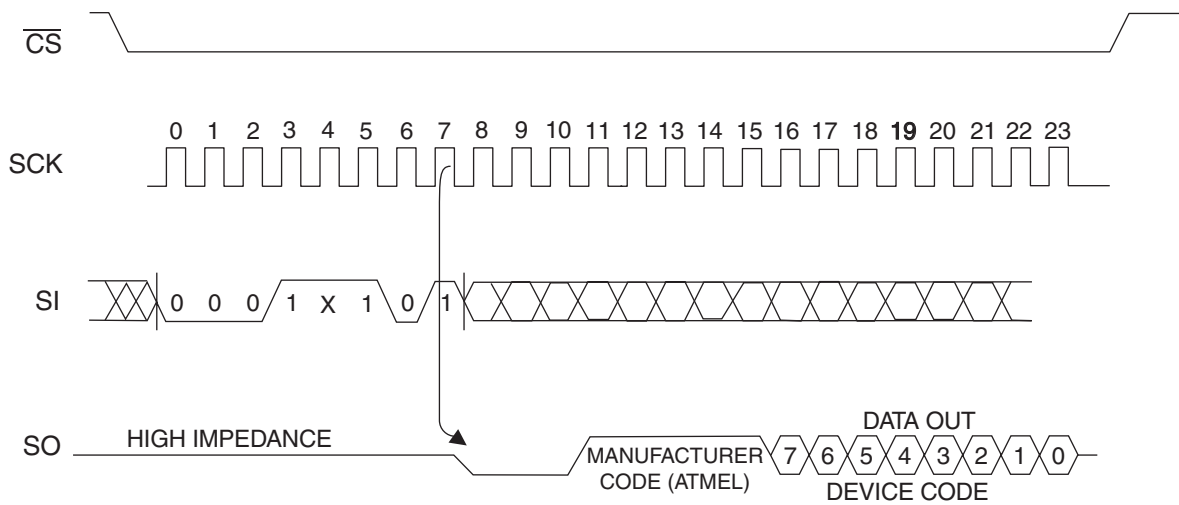 CS
0 1 2 3 4 5 6 7 8 9 10 11 12 13 14 15 16 17 18 19 20 21 22 23
SCK
SI
0 0 0 1 X 1 0 1
SO
HIGH IMPEDANCE
MANUFACTURER
CODE (ATMEL)
DATA OUT
7 6 5 4 3 2 1 0
DEVICE CODE